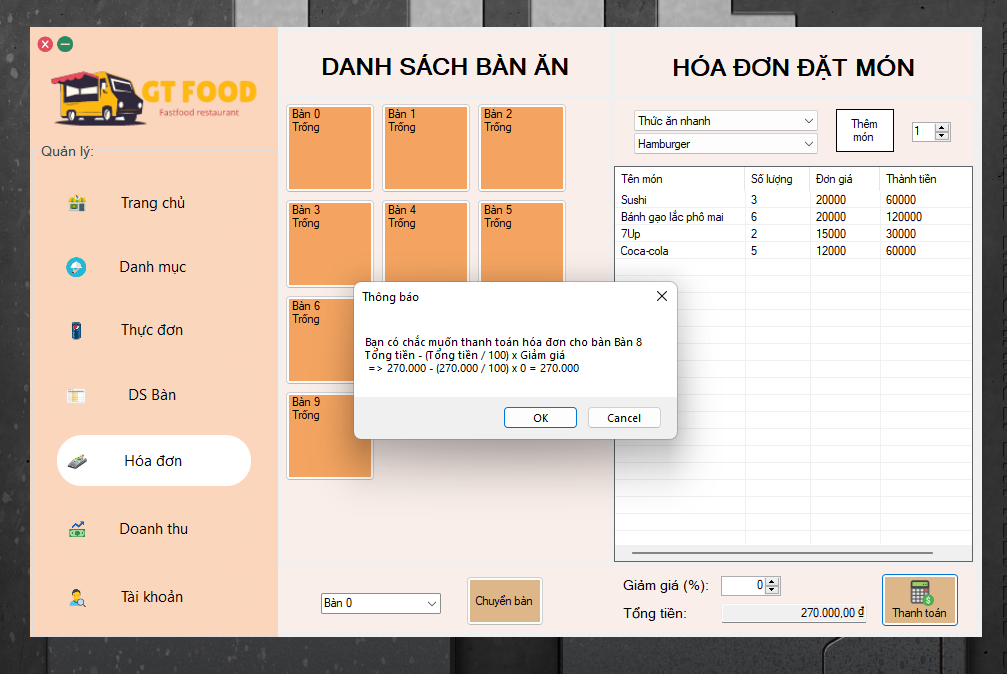 GT FOOD
Fastfood restaurant
Quản lý:
Trang chủ
Danh mục
Thực đơn
DS Bàn
Hóa đơn
Doanh thu
Tài khoản
DANH SÁCH BÀN ĂN
Bàn 0
Trống
Bàn 1
Trống
Bàn 2
Trống
Bàn 3
Trống
Bàn 4
Trống
Bàn 5
Trống
Bàn 6
Trống
Bàn 9
Trống
Bàn 0
Chuyển bàn
HÓA ĐƠN ĐẶT MÓN
Thức ăn nhanh
Hamburger
Thêm
món
1
Tên món Số lượng Đơn giá Thành tiền
Sushi 3 20000 60000
Bánh gạo lắc phô mai 6 20000 120000
7Up 2 15000 30000
Coca-cola 5 12000 60000
Giảm giá (%): 0
Tổng tiền: 270.000,00 ₫
Thanh toán
Thông báo
Bạn có chắc muốn thanh toán hóa đơn cho bàn Bàn 8
Tổng tiền - (Tổng tiền / 100) x Giảm giá
=> 270.000 - (270.000 / 100) x 0 = 270.000
OK Cancel